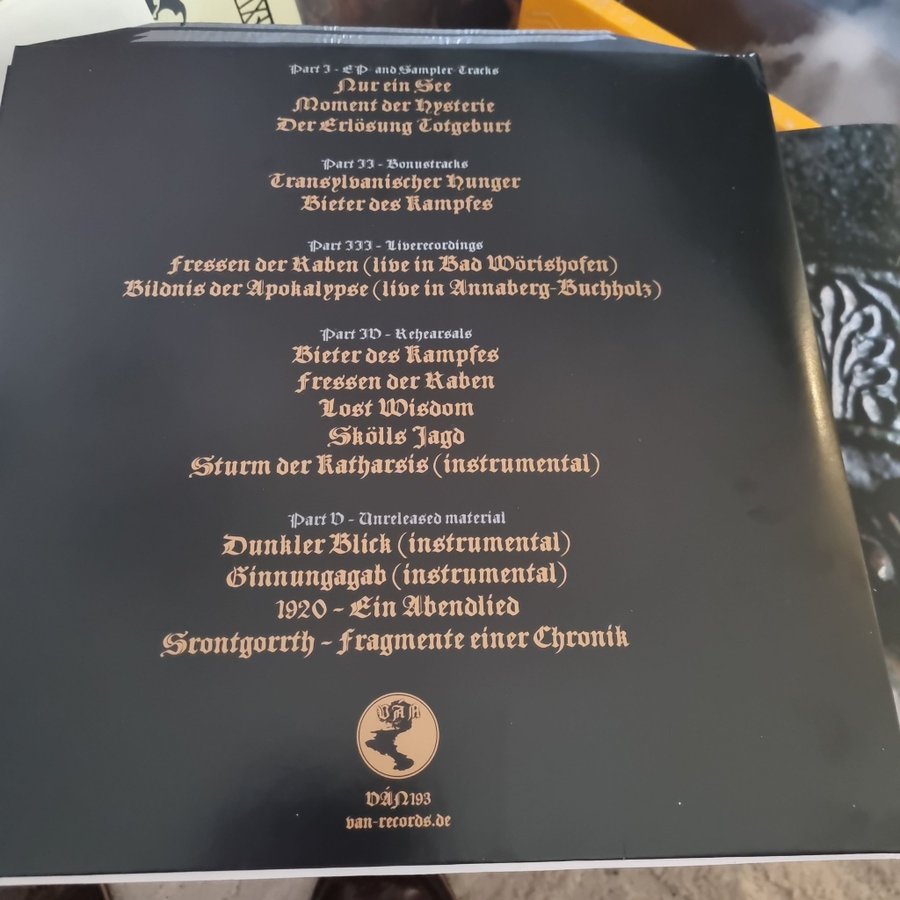 Part I - EP- and Sampler-Tracks
Nur ein See
Moment der Hysterie
Der Erlösung Totgeburt
Part II - Bonustracks
Transylvanischer Hunger
Bieter des Kampfes
Part III - Liverecordings
Fressen der Raben (live in Bad Wörishofen)
Bildnis der Apokalypse (live in Annaberg-Buchholz)
Part IV - Rehearsals
Bieter des Kampfes
Fressen der Raben
Lost Wisdom
Skölls Jagd
Sturm der Katharsis (instrumental)
Part V - Unreleased material
Dunkler Blick (instrumental)
Ginnungagab (instrumental)
1920 - Ein Abendlied
Srontgorrth - Fragmente einer Chronik
VAN
VÁN193
van-records.de